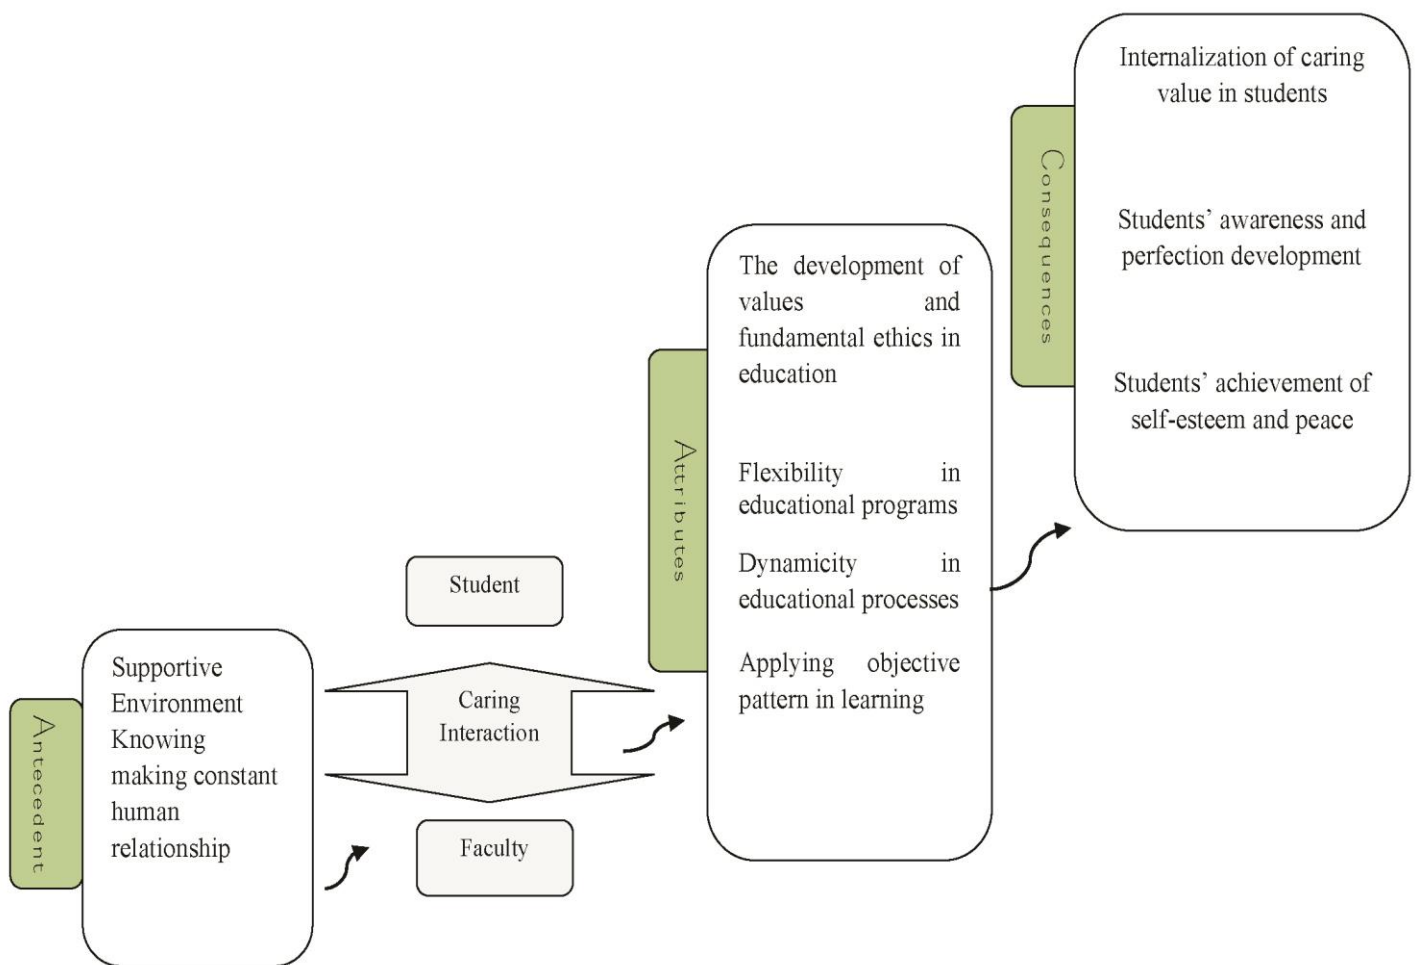 Antecedent
Supportive
Environment
Knowing
making constant
human
relationship
Student
Caring
Interaction
Faculty
Attributes
The development of
values and
fundamental ethics in
education
Flexibility in
educational programs
Dynamicity in
educational processes
Applying objective
pattern in learning
Consequences
Internalization of caring
value in students
Students’ awareness and
perfection development
Students’ achievement of
self-esteem and peace